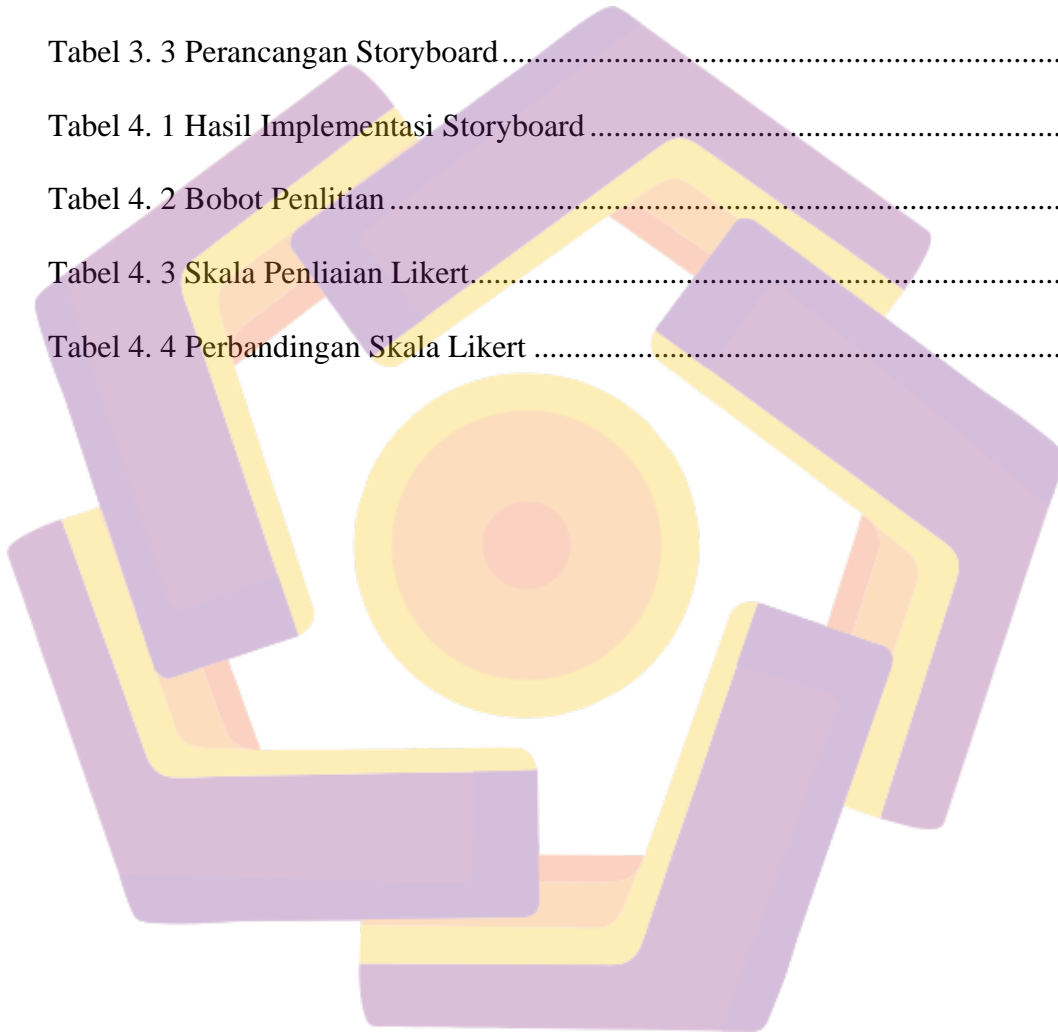 Tabel 3. 3 Perancangan Storyboard......................................................................
Tabel 4. 1 Hasil Implementasi Storyboard...........................................................
Tabel 4. 2 Bobot Penlitian....................................................................................
Tabel 4. 3 Skala Penliaian Likert..........................................................................
Tabel 4. 4 Perbandingan Skala Likert ..................................................................